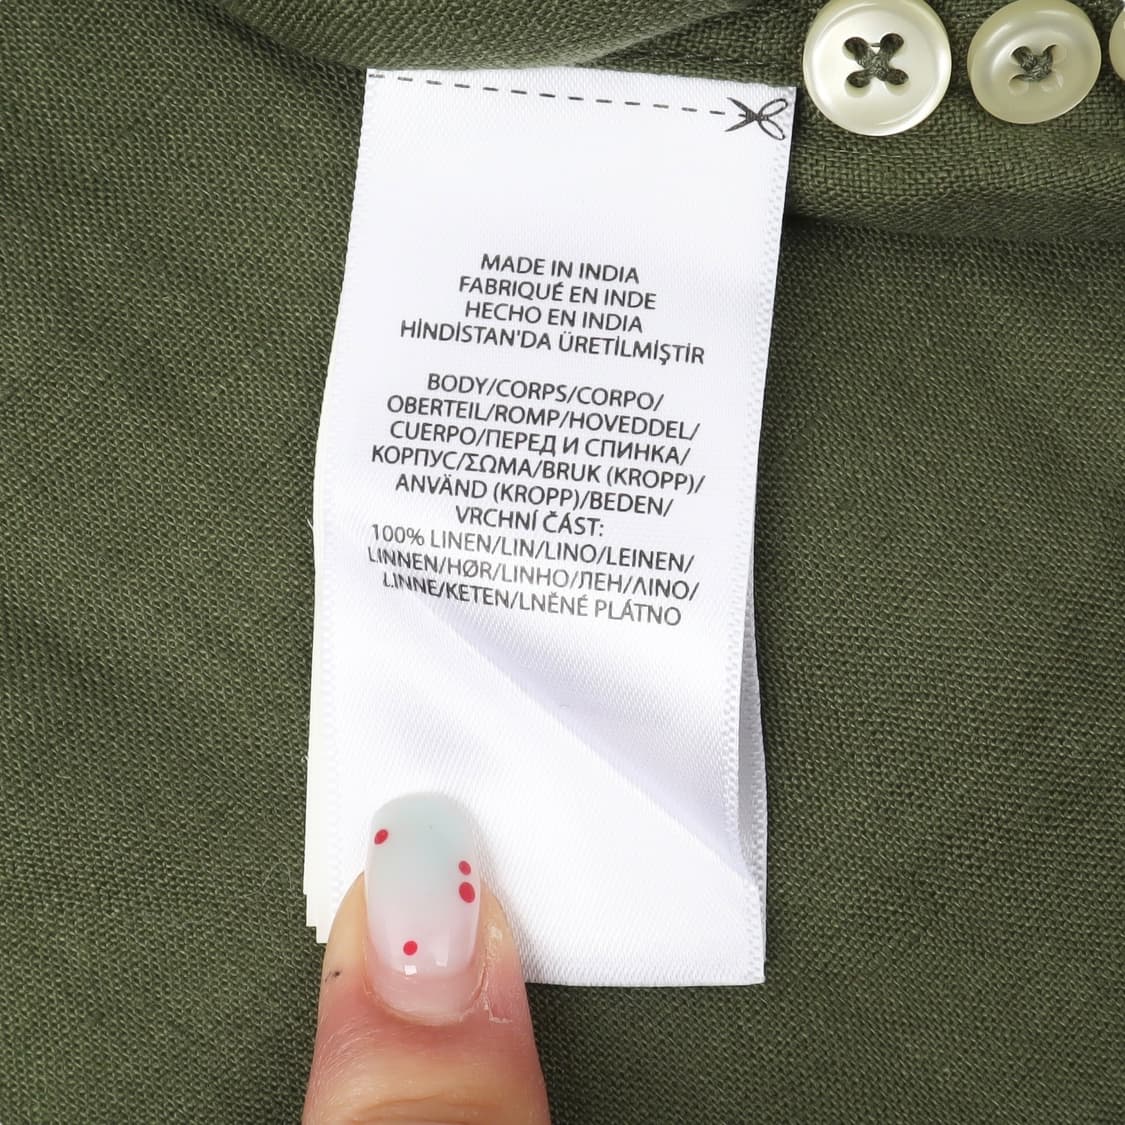 MADE IN INDIA
FABRIQUÉ EN INDE
HECHO EN INDIA
HİNDİSTAN'DA ÜRETİLMİŞTİR
BODY/CORPS/CORPO/
OBERTEIL/ROMP/HOVEDDEL/
CUERPO/ПЕРЕД И СПИНКА/
КОРПУС/ΣΩΜΑ/BRUK (KROPP)/
ANVÄND (KROPP)/BEDEN/
VRCHNÍ ČÁST:
100% LINEN/LIN/LINO/LEINEN/
LINNEN/HØR/LINHO/ЛЕН/ΛΙΝΟ/
LINNE/KETEN/LNĚNÉ PLÁTNO